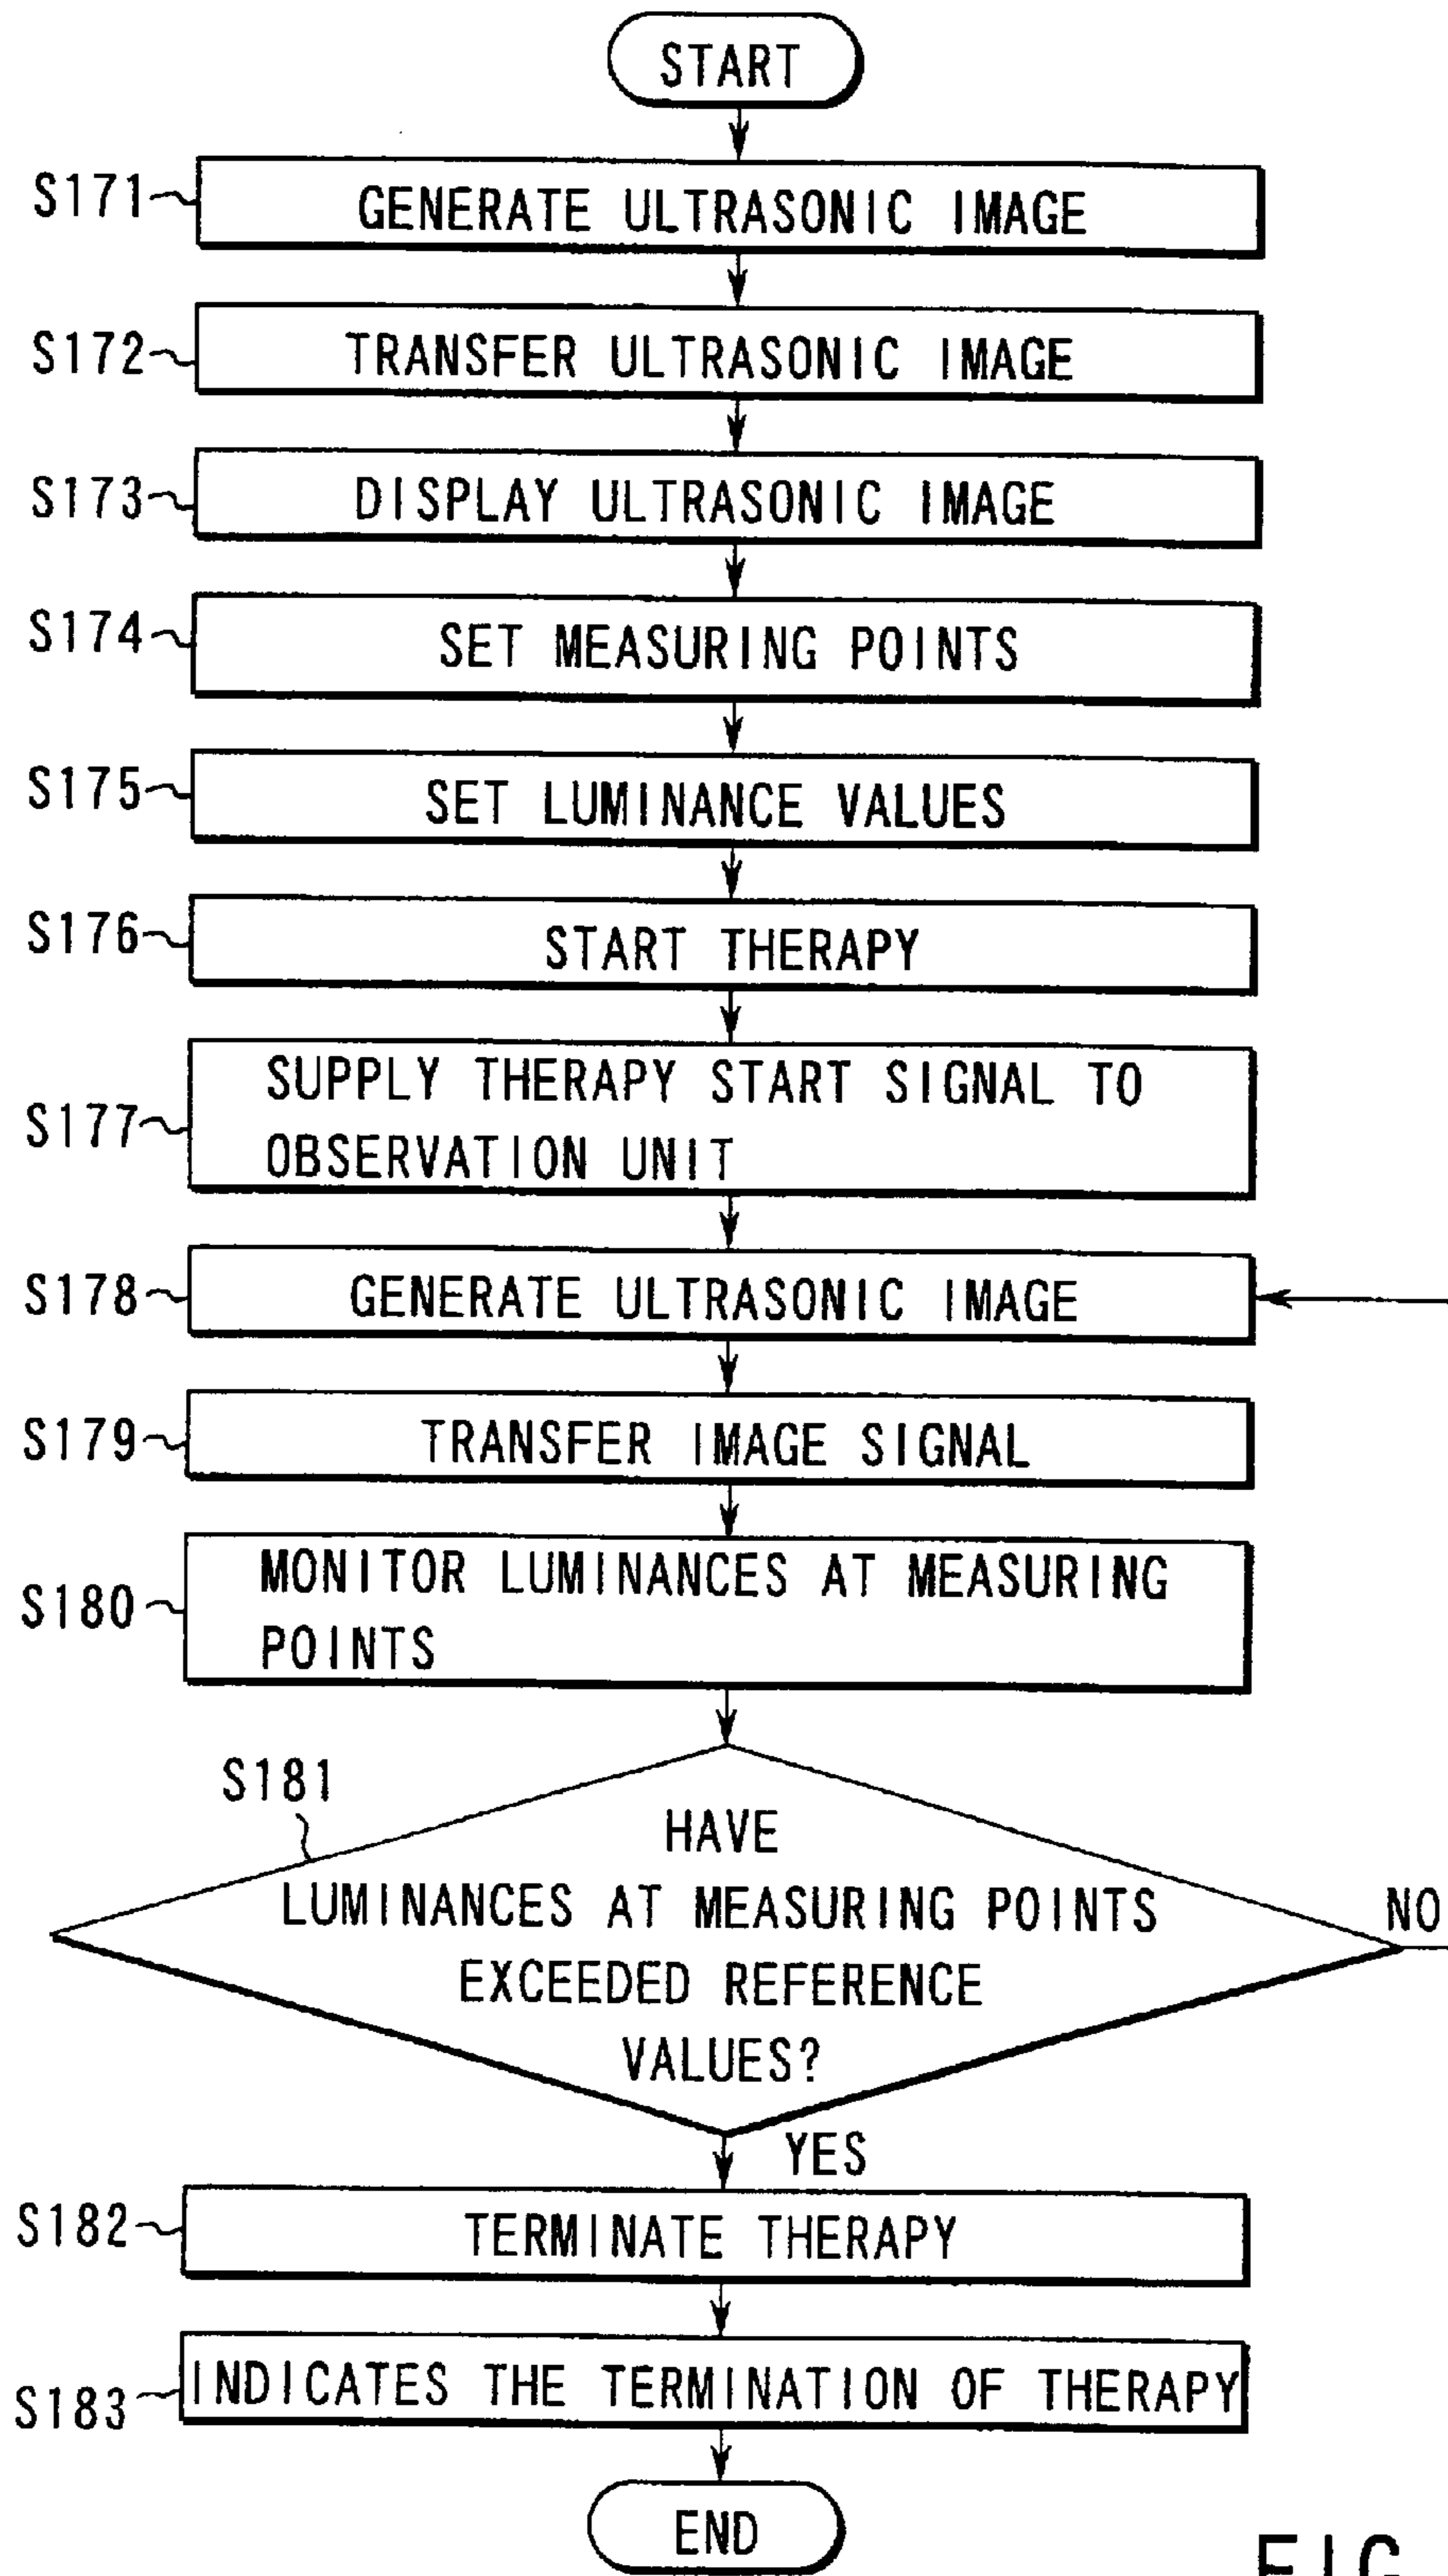 START
S171
GENERATE ULTRASONIC IMAGE
S172
TRANSFER ULTRASONIC IMAGE
S173
DISPLAY ULTRASONIC IMAGE
S174
SET MEASURING POINTS
S175
SET LUMINANCE VALUES
S176
START THERAPY
S177
SUPPLY THERAPY START SIGNAL TO
OBSERVATION UNIT
S178
GENERATE ULTRASONIC IMAGE
S179
TRANSFER IMAGE SIGNAL
S180
MONITOR LUMINANCES AT MEASURING
POINTS
S181
HAVE
LUMINANCES AT MEASURING POINTS
EXCEEDED REFERENCE
VALUES?
NO
YES
S182
TERMINATE THERAPY
S183
INDICATES THE TERMINATION OF THERAPY
END
FIG